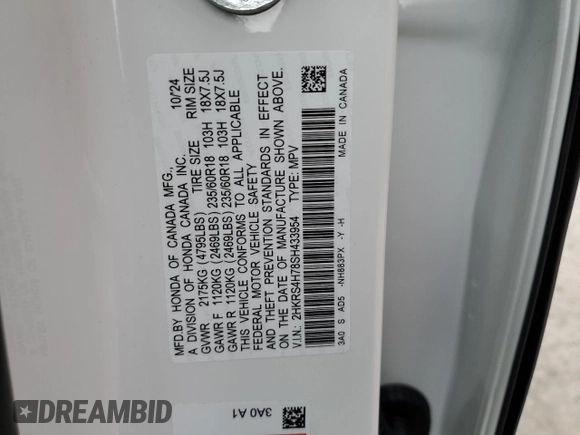 MFD.BY HONDA OF CANADA MFG., 10/24
A DIVISION OF HONDA CANADA INC.
TIRE SIZE RIM SIZE
GVWR 2175KG (4795LBS)
GAWR F 1120KG (2469LBS) 235/60R18 103H 18X7.5J
GAWR R 1120KG (2469LBS) 235/60R18 103H 18X7.5J
THIS VEHICLE CONFORMS TO ALL APPLICABLE
FEDERAL MOTOR VEHICLE SAFETY
AND THEFT PREVENTION STANDARDS IN EFFECT
ON THE DATE OF MANUFACTURE SHOWN ABOVE.
V.I.N.: 2HKRS4H78SH433954 TYPE: MPV
3A0 S AD5 -NH883PX -Y -H MADE IN CANADA
3A0 A1
DREAMBID